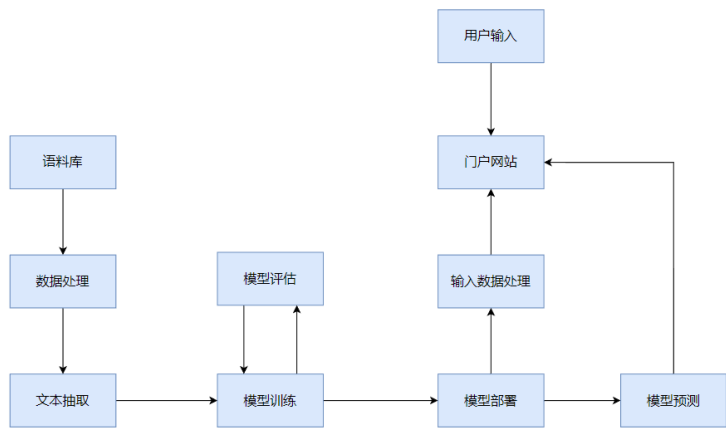 用户输入
语料库
门户网站
数据处理
模型评估
输入数据处理
文本抽取
模型训练
模型部署
模型预测